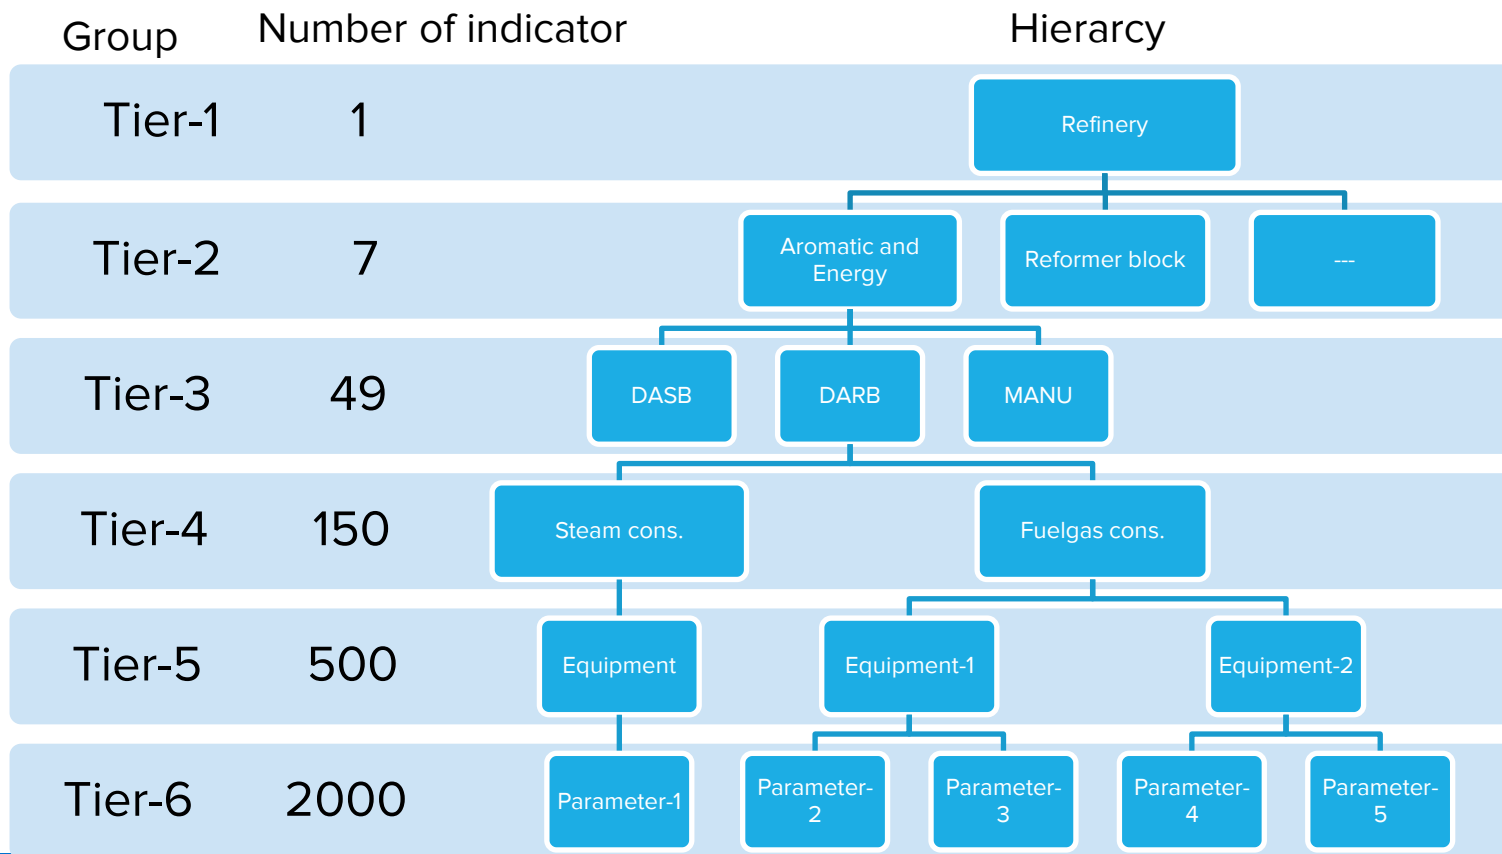 Group
Number of indicator
Hierarcy
Tier-1
1
Refinery
Tier-2
7
Aromatic and
Energy
Reformer block
---
Tier-3
49
DASB
DARB
MANU
Tier-4
150
Steam cons.
Fuelgas cons.
Tier-5
500
Equipment
Equipment-1
Equipment-2
Tier-6
2000
Parameter-1
Parameter-
2
Parameter-
3
Parameter-
4
Parameter-
5